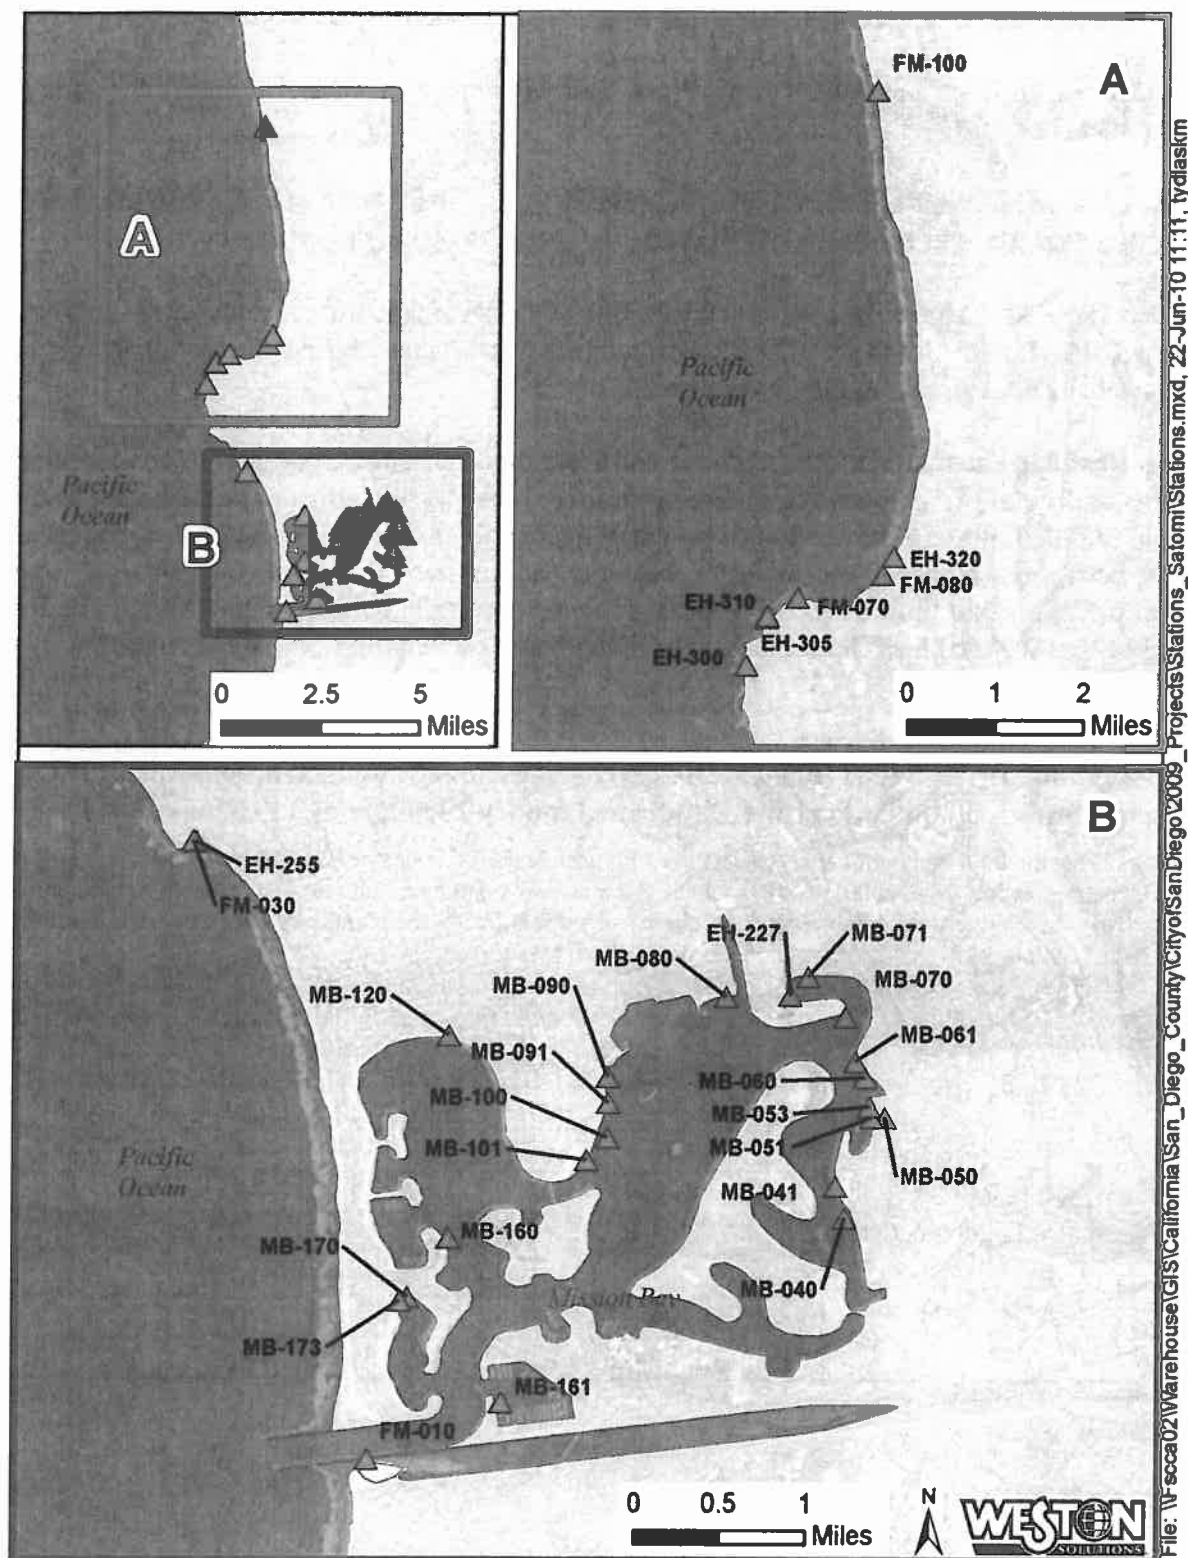 A
Pacific
Ocean
B
0 2.5 5
Miles
A
FM-100
Pacific
Ocean
EH-320
FM-080
EH-310
FM-070
EH-305
EH-300
0 1 2
Miles
B
EH-255
FM-030
EH-227
MB-071
MB-080
MB-070
MB-090
MB-120
MB-061
MB-091
MB-060
MB-100
MB-053
MB-101
MB-051
Pacific
Ocean
MB-050
MB-041
MB-160
MB-170
MB-040
Mission Bay
MB-173
MB-161
FM-010
0 0.5 1
Miles
N
WESTON
SOLUTIONS
File: \\Fscca02\Warehouse\GIS\California\San_Diego_County\CityofSanDiego\2009_Projects\Stations_Satomi\Stations.mxd, 22-Jun-10 11:11, tydlaskm